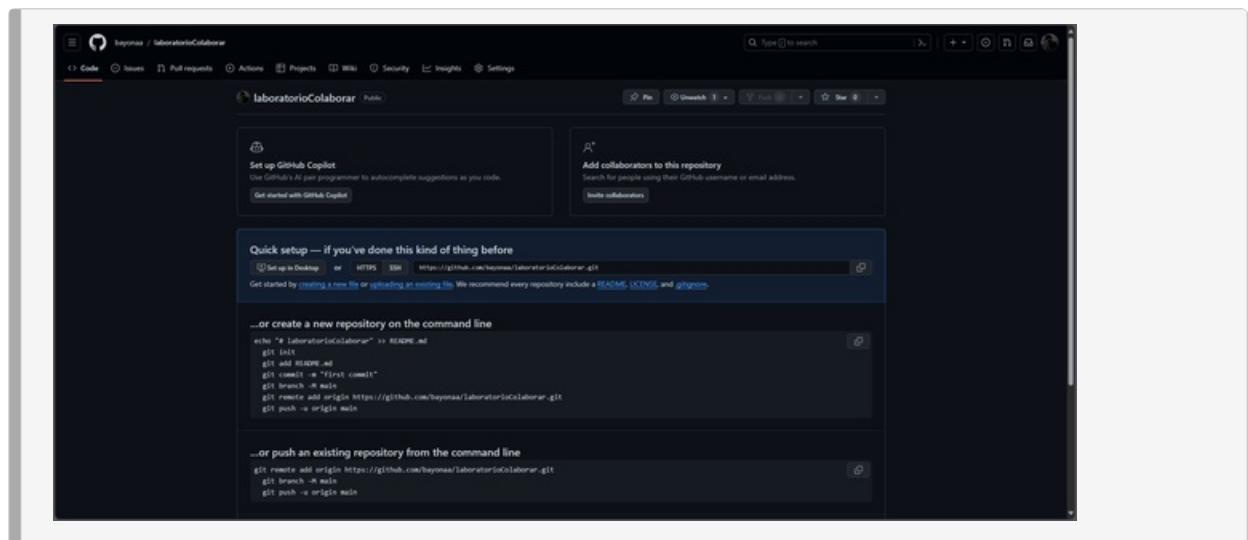 bayonaa / laboratorioColaborar
Type / to search
Code Issues Pull requests Actions Projects Wiki Security Insights Settings
laboratorioColaborar Public
Pin Unwatch 1 Fork Star 0
Set up GitHub Copilot
Use GitHub's AI pair programmer to autocomplete suggestions as you code.
Get started with GitHub Copilot
Add collaborators to this repository
Search for people using their GitHub username or email address.
Invite collaborators
Quick setup — if you've done this kind of thing before
Set up in Desktop or HTTPS SSH https://github.com/bayonaa/laboratorioColaborar.git
Get started by creating a new file or uploading an existing file. We recommend every repository include a README, LICENSE, and .gitignore.
...or create a new repository on the command line
echo "# laboratorioColaborar" >> README.md
git init
git add README.md
git commit -m "first commit"
git branch -M main
git remote add origin https://github.com/bayonaa/laboratorioColaborar.git
git push -u origin main
...or push an existing repository from the command line
git remote add origin https://github.com/bayonaa/laboratorioColaborar.git
git branch -M main
git push -u origin main